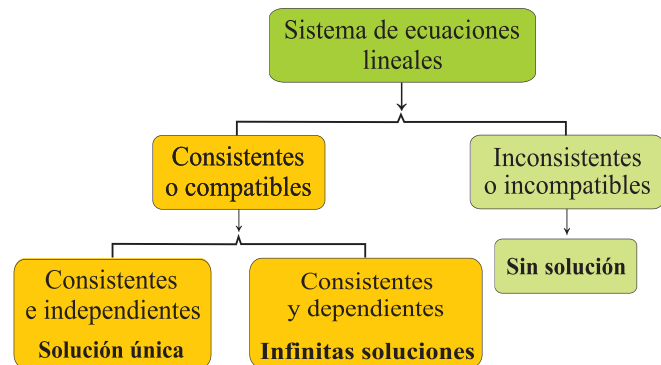 Sistema de ecuaciones
lineales
Consistentes
o compatibles
Inconsistentes
o incompatibles
Consistentes
e independientes
Solución única
Consistentes
y dependientes
Infinitas soluciones
Sin solución